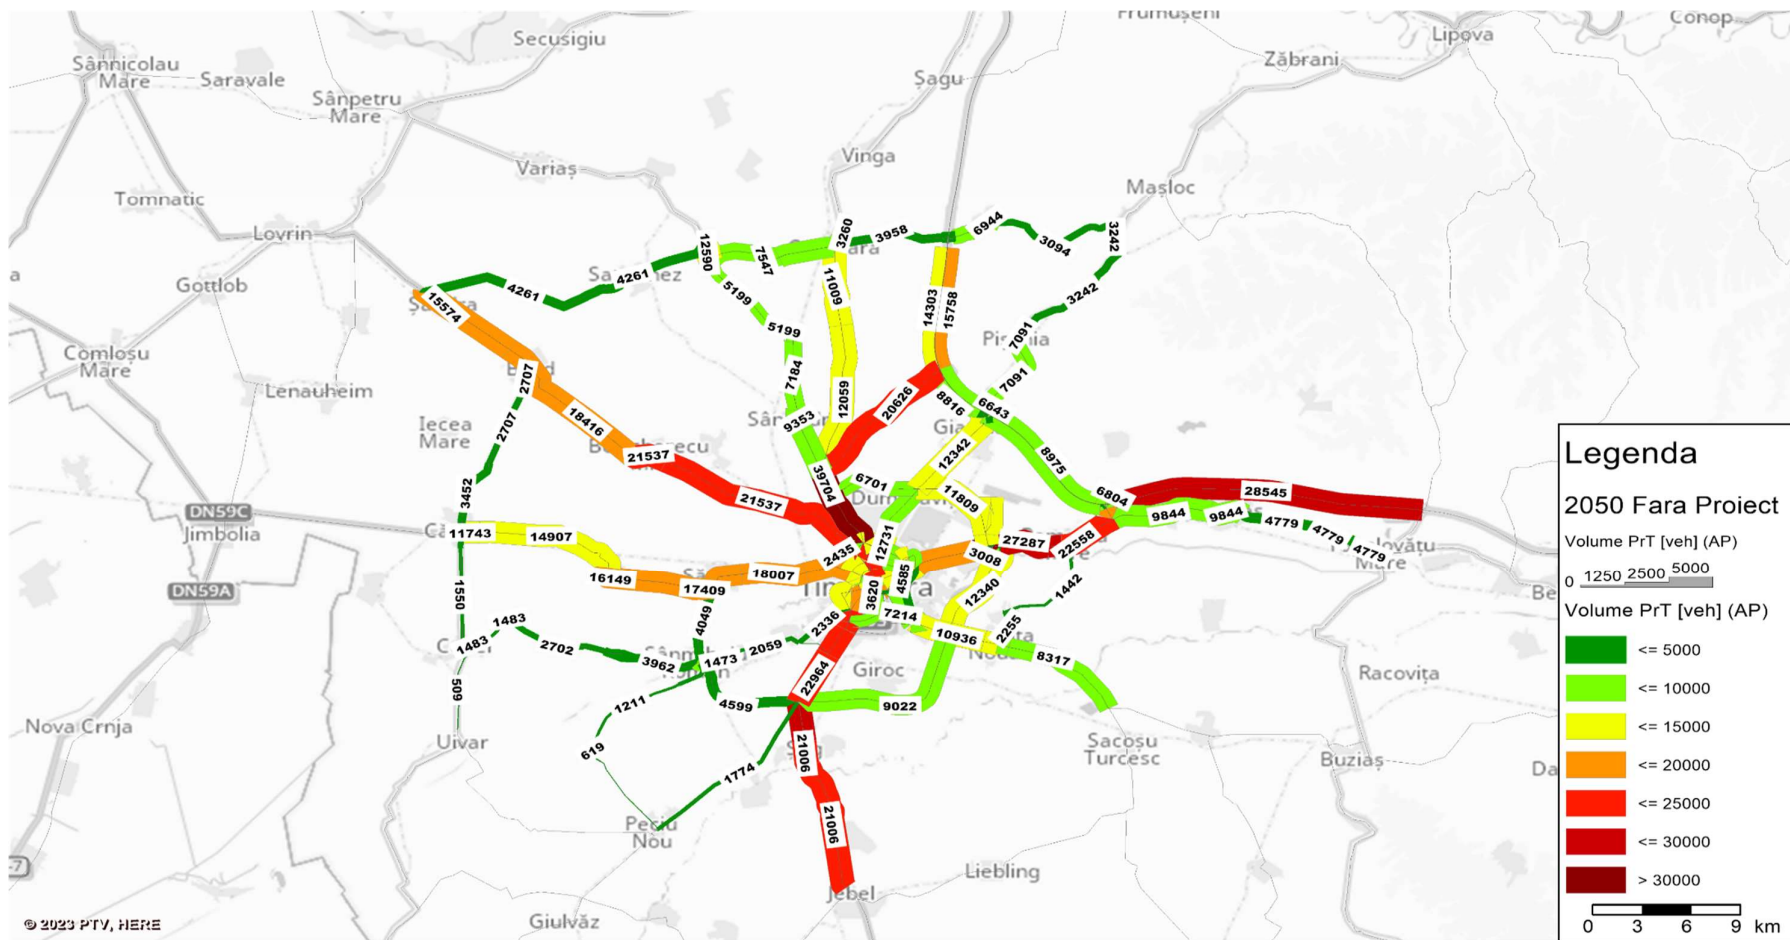 Frumușeni
Conop
Secusigiu
Lipova
Sânnicolau
Mare
Saravale
Zăbrani
Șagu
Sânpetru
Mare
Vinga
Variaș
Mașloc
Tomnatic
Lovrin
Gottlob
3260
3958
6944
3242
3094
12590
7547
4261
4261
5199
11009
3242
15574
14303
15758
5199
7091
Comloșu
Mare
Lenauheim
2707
7184
7091
18416
12059
20626
8816
6643
9353
Iecea
Mare
2707
21537
12342
8975
39704
6701
11809
6804
28545
21537
3452
DN59C
Jimbolia
9844
9844
4779
4779
4779
Mare
11743
14907
12731
27287
22558
2435
3008
16149
18007
17409
DN59A
1550
4585
3620
12340
1442
Be
4049
7214
1483
1483
2336
10936
2255
2702
3962
1473
2059
8317
22964
Giroc
Racovița
509
1211
4599
9022
Nova Crnja
Uivar
619
21006
Sacoșu
Turcesc
Buziaș
Da
1774
Peciu
Nou
21006
-7
Jebel
Liebling
Giulvăz
© 2023 PTV, HERE
Legenda
2050 Fara Proiect
Volume PrT [veh] (AP)
0 1250 2500 5000
Volume PrT [veh] (AP)
<= 5000
<= 10000
<= 15000
<= 20000
<= 25000
<= 30000
> 30000
0 3 6 9 km